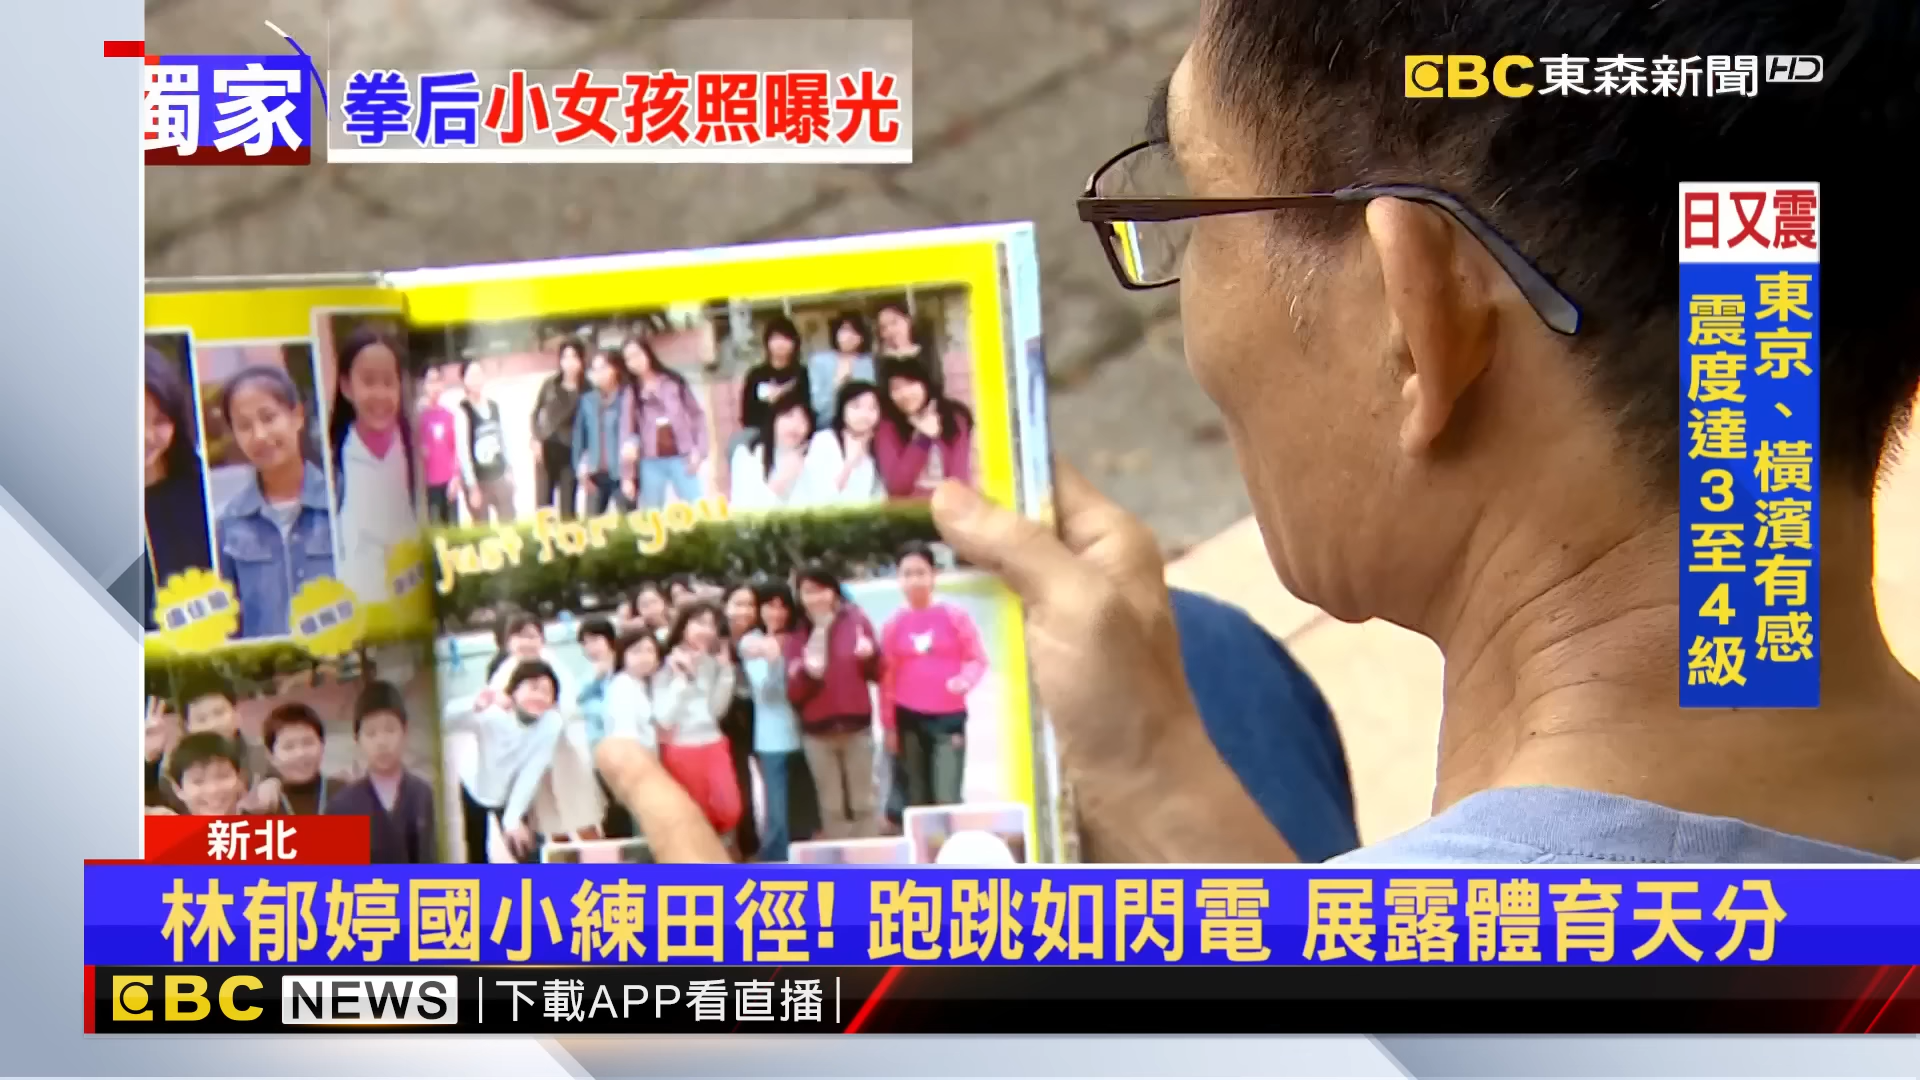 獨家
拳后小女孩照曝光
EBC東森新聞HD
日又震
東京、橫濱有感
震度達3至4級
just for you
新北
林郁婷國小練田徑! 跑跳如閃電 展露體育天分
EBC NEWS 下載APP看直播